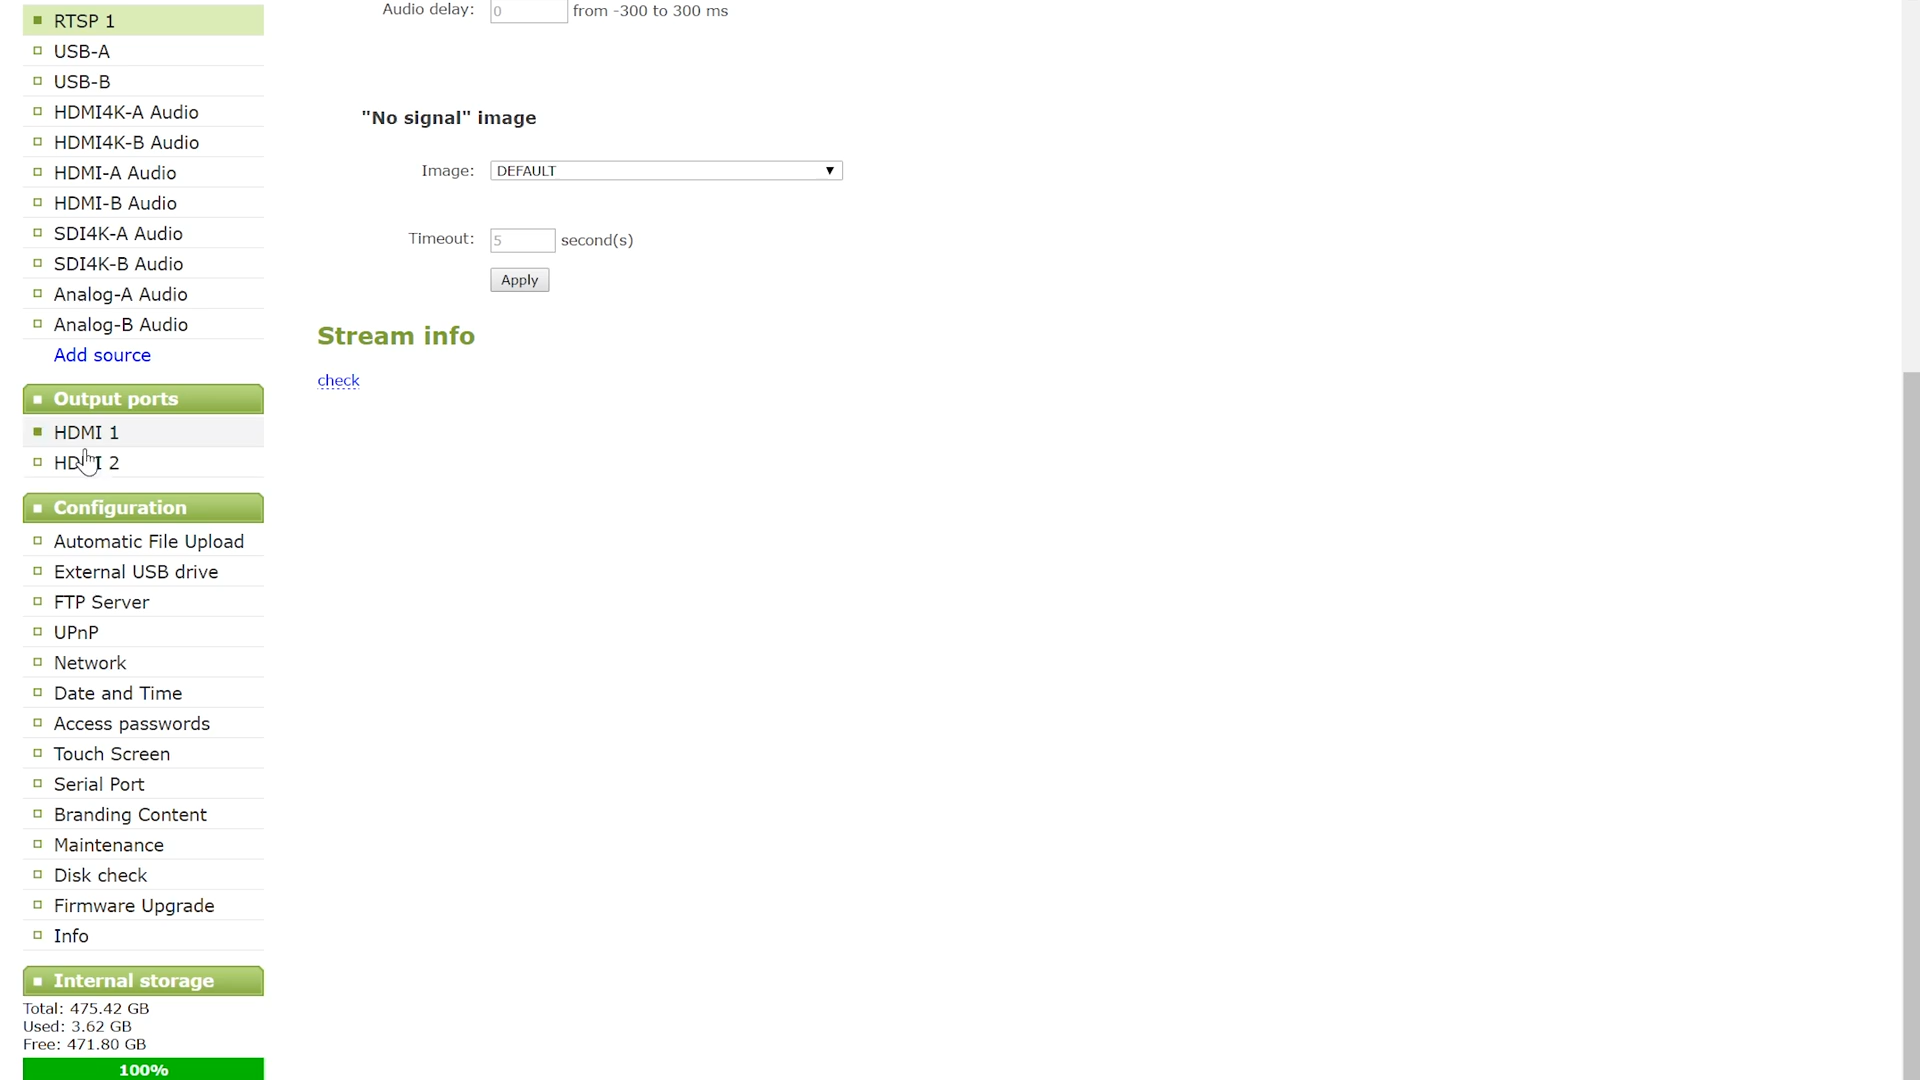 RTSP 1
USB-A
USB-B
HDMI4K-A Audio
HDMI4K-B Audio
HDMI-A Audio
HDMI-B Audio
SDI4K-A Audio
SDI4K-B Audio
Analog-A Audio
Analog-B Audio
Add source
Output ports
HDMI 1
HDMI 2
Configuration
Automatic File Upload
External USB drive
FTP Server
UPnP
Network
Date and Time
Access passwords
Touch Screen
Serial Port
Branding Content
Maintenance
Disk check
Firmware Upgrade
Info
Internal storage
Total: 475.42 GB
Used: 3.62 GB
Free: 471.80 GB
100%
Audio delay: 0 from -300 to 300 ms
"No signal" image
Image: DEFAULT
Timeout: 5 second(s)
Apply
Stream info
check